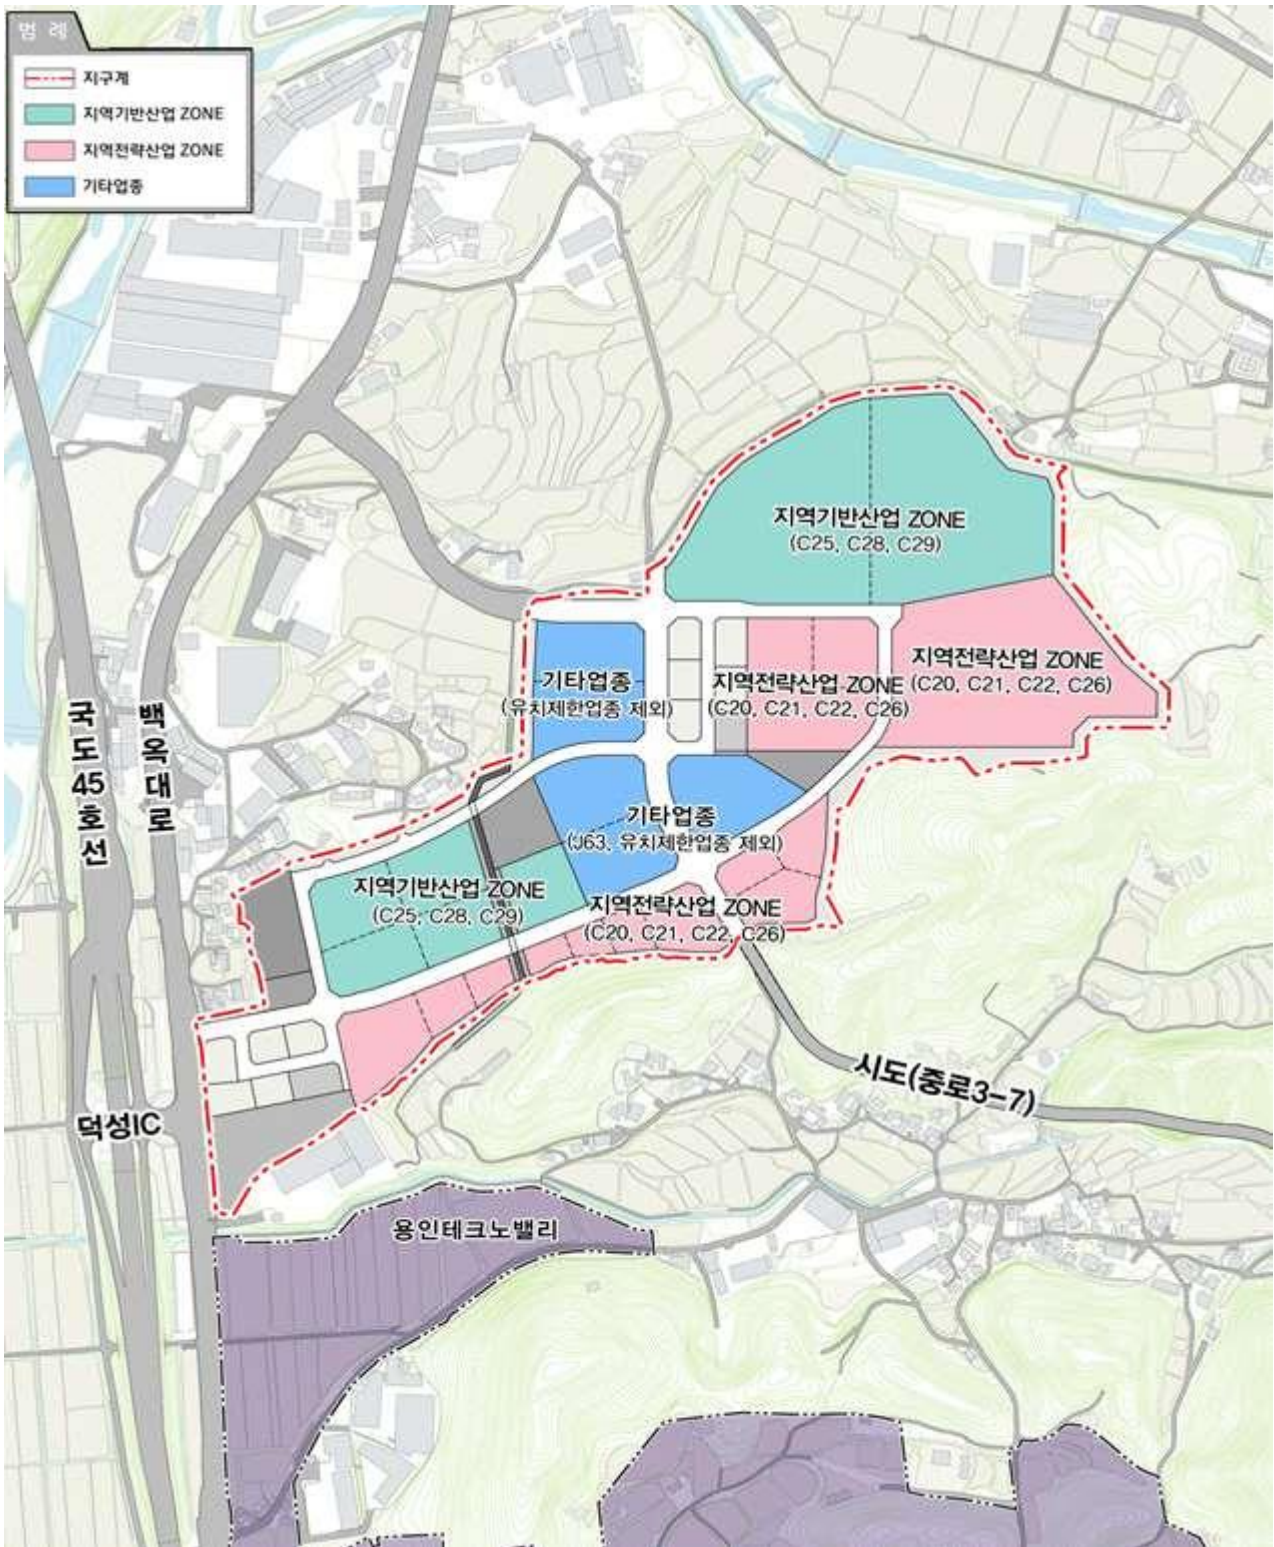 범 례
지구계
지역기반산업 ZONE
지역전략산업 ZONE
기타업종
지역기반산업 ZONE
(C25, C28, C29)
지역전략산업 ZONE
(C20, C21, C22, C26)
기타업종
(유치제한업종 제외)
지역전략산업 ZONE
(C20, C21, C22, C26)
국도45호선
백옥대로
기타업종
(J63, 유치제한업종 제외)
지역기반산업 ZONE
(C25, C28, C29)
지역전략산업 ZONE
(C20, C21, C22, C26)
시도(중로3-7)
덕성IC
용인테크노밸리